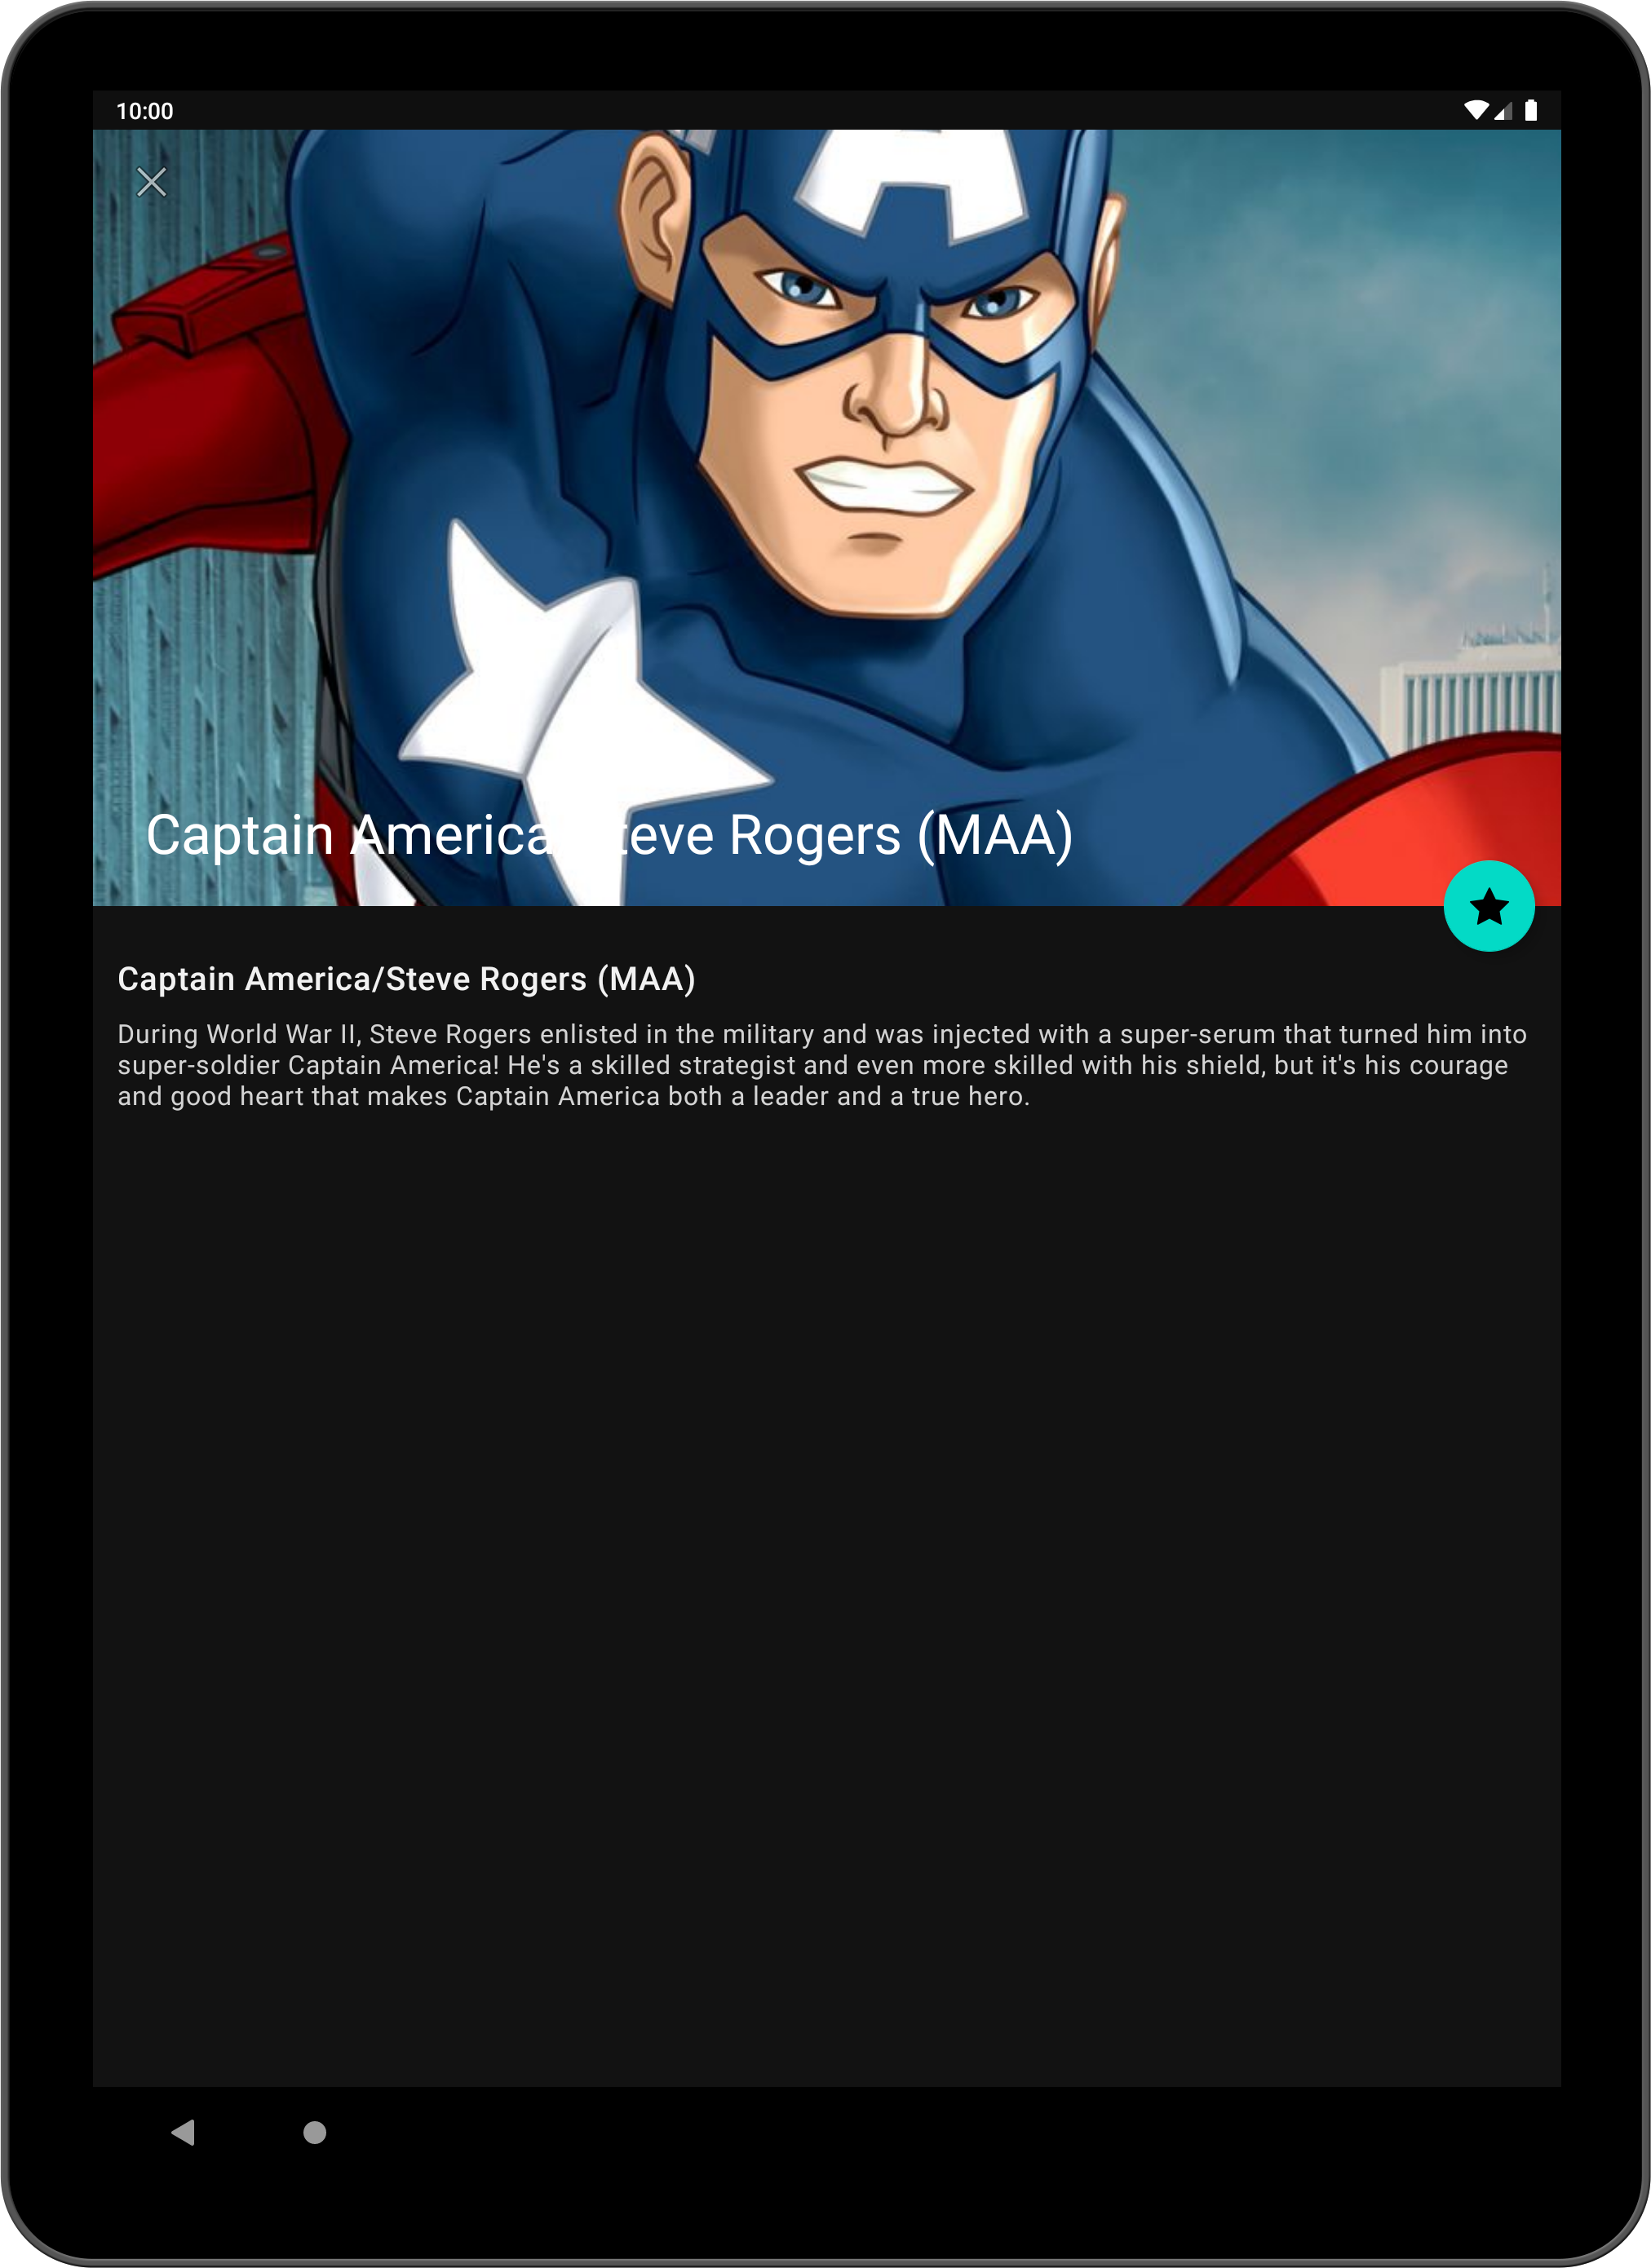 10:00
A
Captain America Steve Rogers (MAA)
Captain America/Steve Rogers (MAA)
During World War II, Steve Rogers enlisted in the military and was injected with a super-serum that turned him into
super-soldier Captain America! He's a skilled strategist and even more skilled with his shield, but it's his courage
and good heart that makes Captain America both a leader and a true hero.